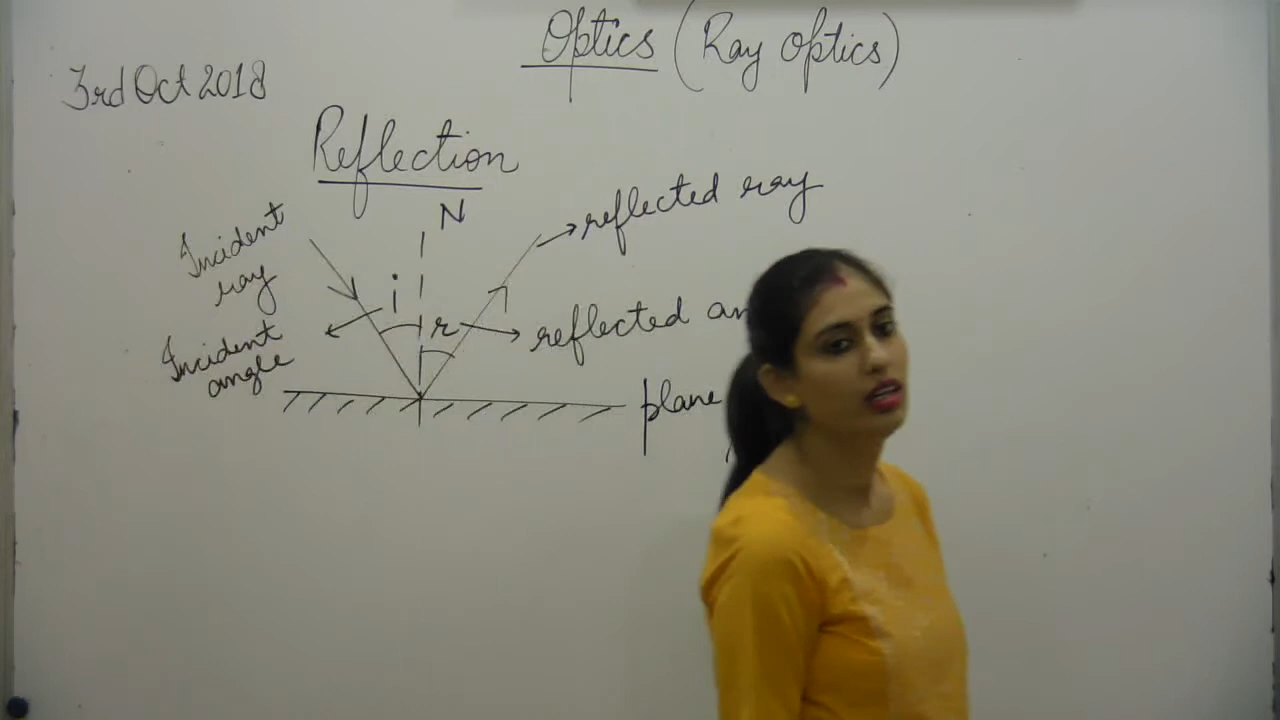 Optics (Ray Optics)
3rd Oct 2018
Reflection
N
Incident
ray
reflected ray
i
r
Incident
angle
reflected an
plane